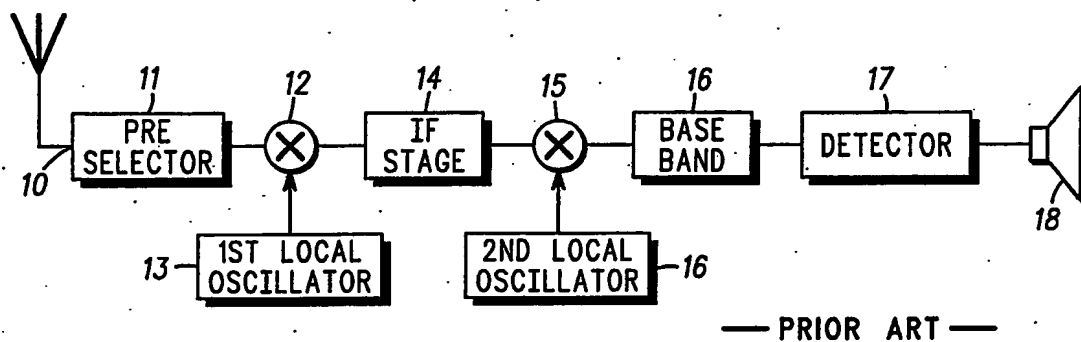 11
12
14
15
16
17
PRE
SELECTOR
IF
STAGE
BASE
BAND
DETECTOR
10
18
13
1ST LOCAL
OSCILLATOR
2ND LOCAL
OSCILLATOR
16
— PRIOR ART —